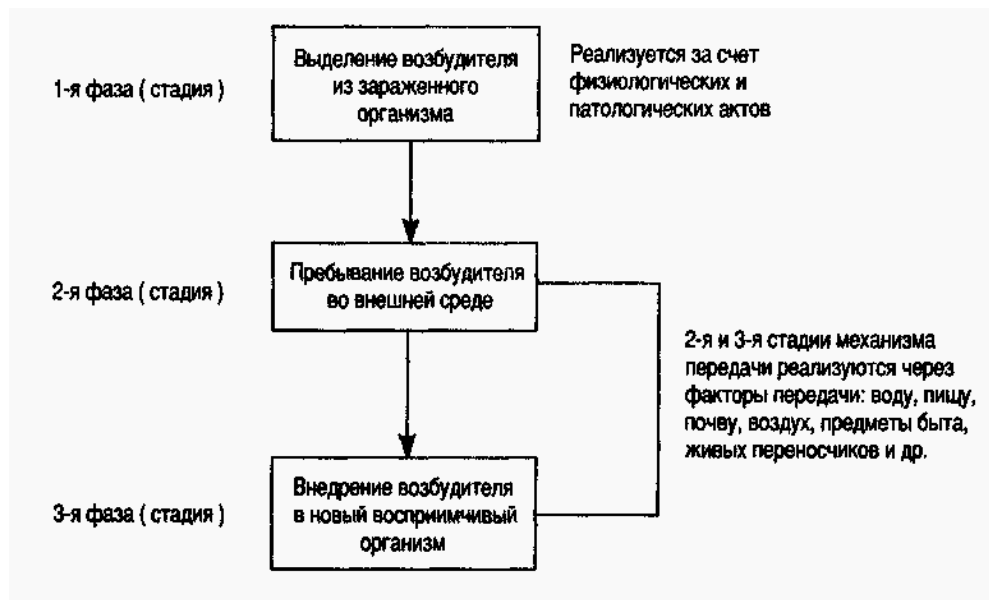 1-я фаза ( стадия )
Выделение возбудителя
из зараженного
организма
Реализуется за счет
физиологических и
патологических актов
2-я фаза ( стадия )
Пребывание возбудителя
во внешней среде
2-я и 3-я стадии механизма
передачи реализуются через
факторы передачи: воду, пищу,
почву, воздух, предметы быта,
живых переносчиков и др.
3-я фаза ( стадия )
Внедрение возбудителя
в новый восприимчивый
организм